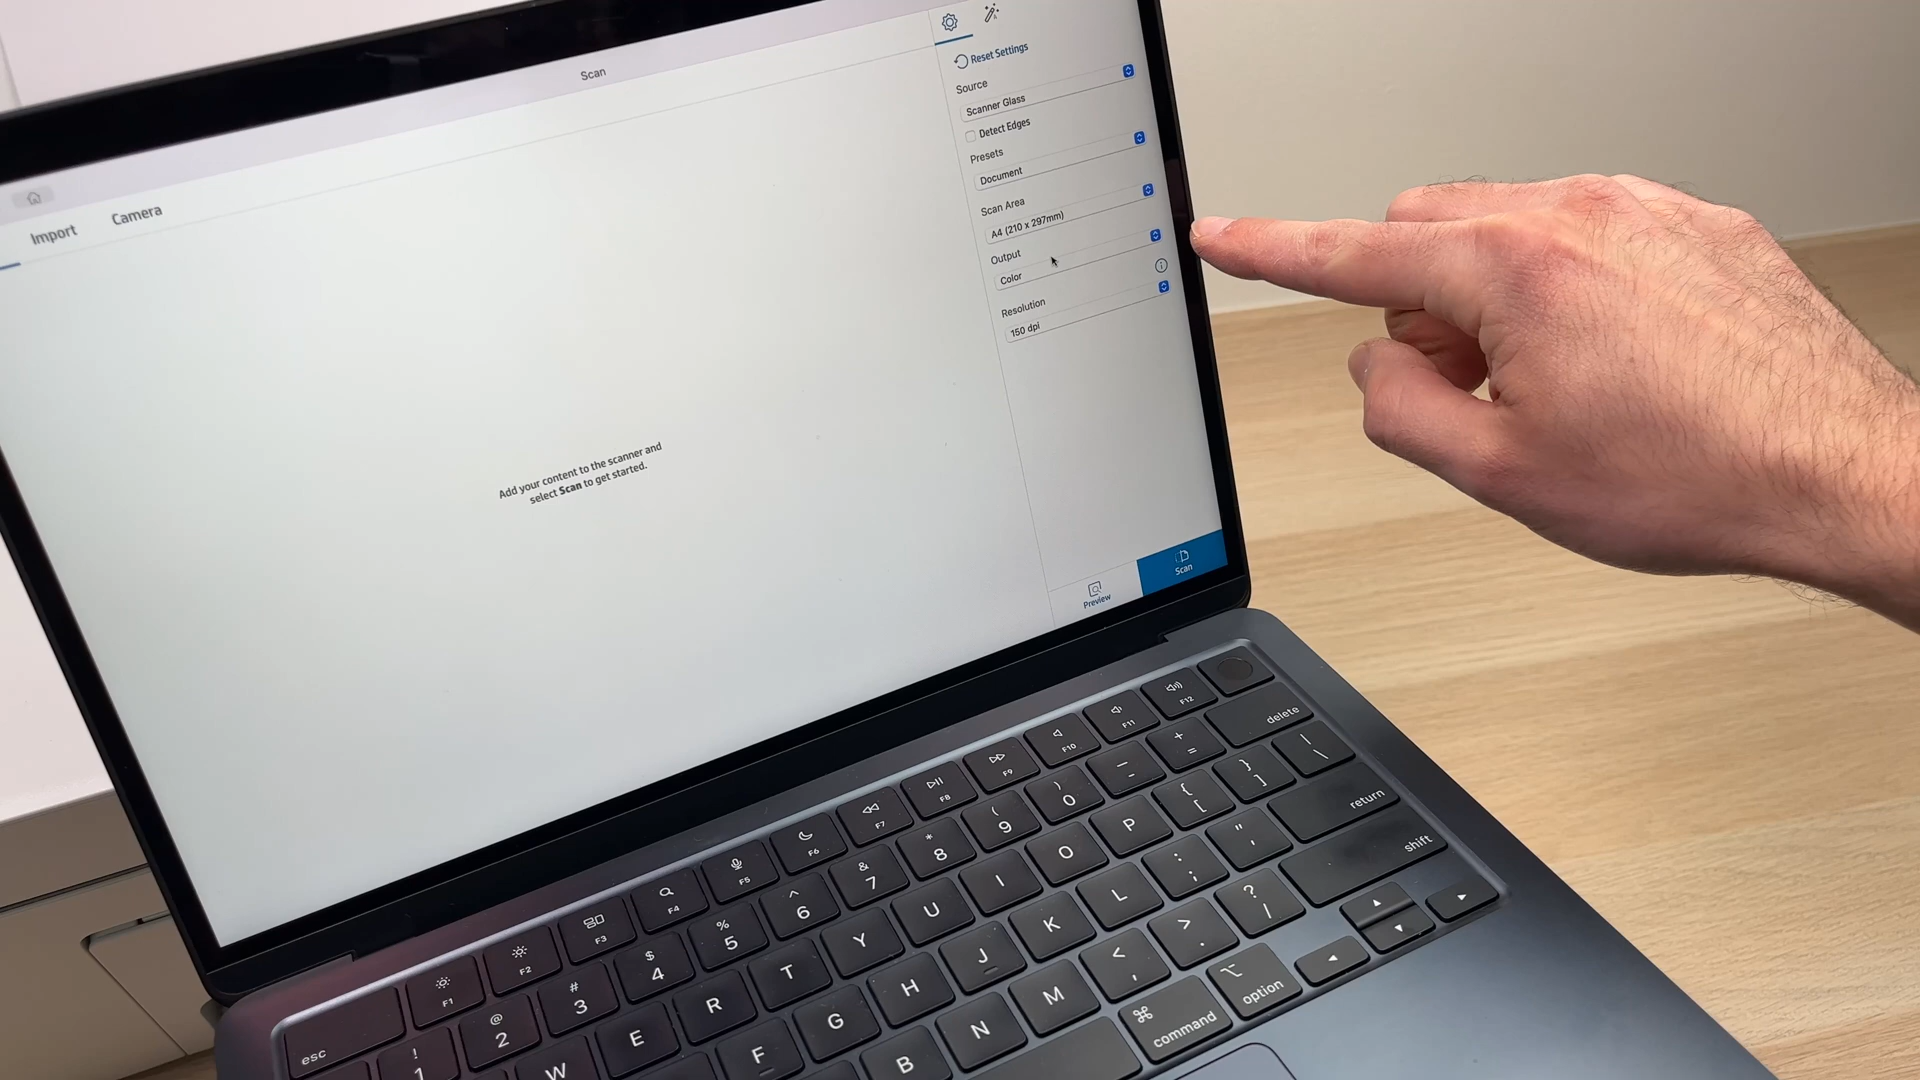 Scan
Import
Camera
Reset Settings
Source
Scanner Glass
Detect Edges
Presets
Document
Scan Area
A4 (210 x 297mm)
Output
Color
Resolution
150 dpi
Add your content to the scanner and
select Scan to get started.
Preview
Scan
esc
F1
F2
F3
F4
F5
F6
F7
F8
F9
F10
F11
F12
! 1
@ 2
# 3
$ 4
% 5
^ 6
& 7
* 8
( 9
) 0
_ -
+ =
delete
W
E
R
T
Y
U
I
O
P
{ [
} ]
| \
F
G
H
J
K
L
: ;
" '
return
B
N
M
< ,
> .
? /
shift
⌘
command
⌥
option